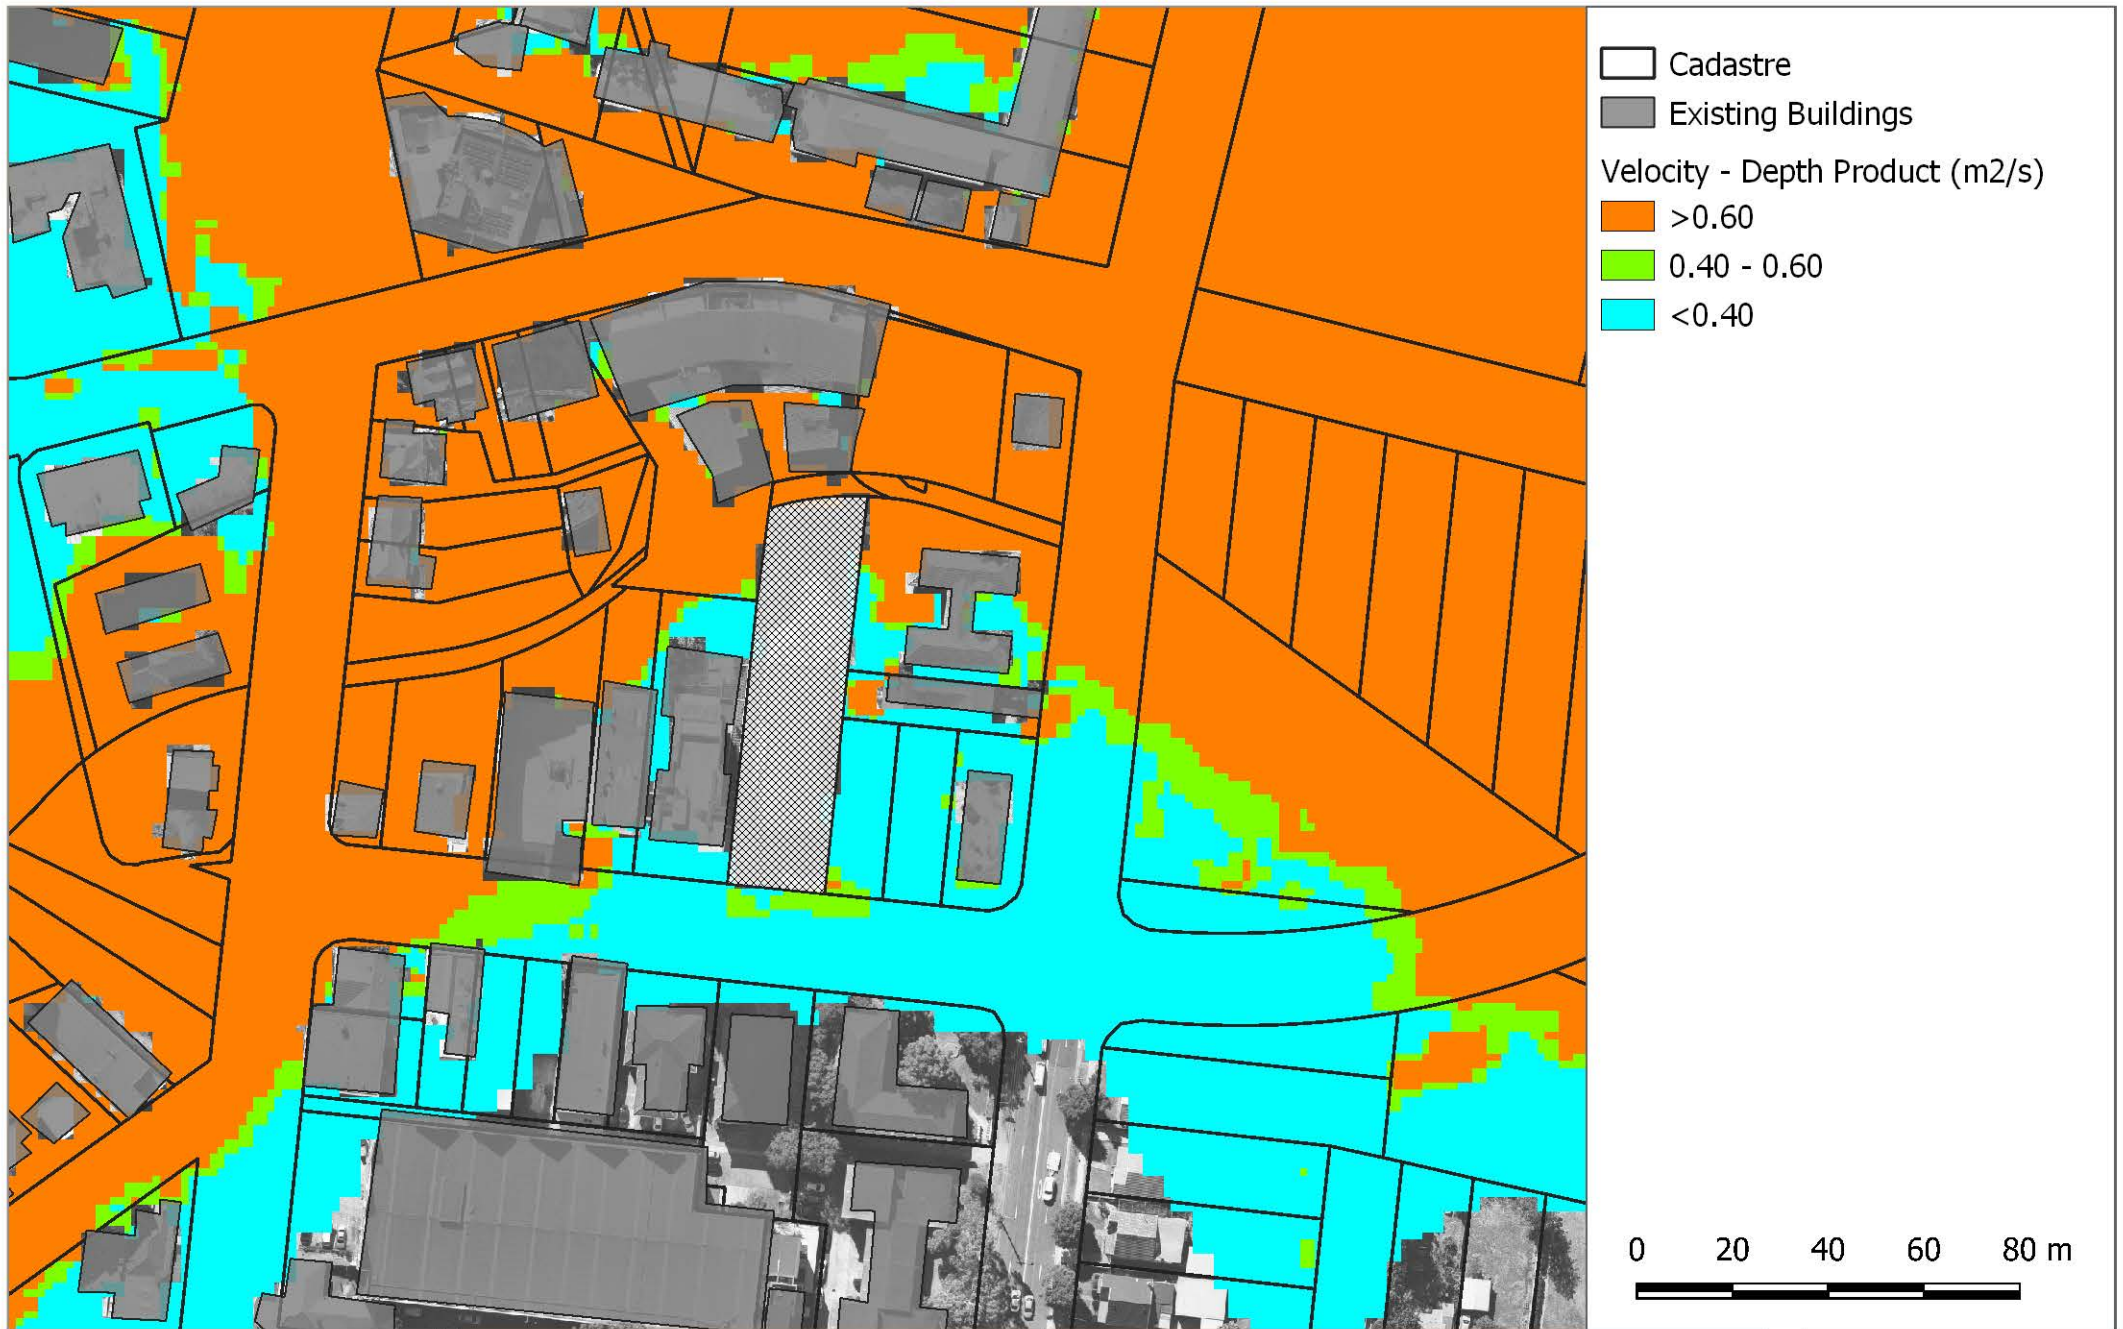 Cadastre
Existing Buildings
Velocity - Depth Product (m2/s)
>0.60
0.40 - 0.60
<0.40
0 20 40 60 80 m